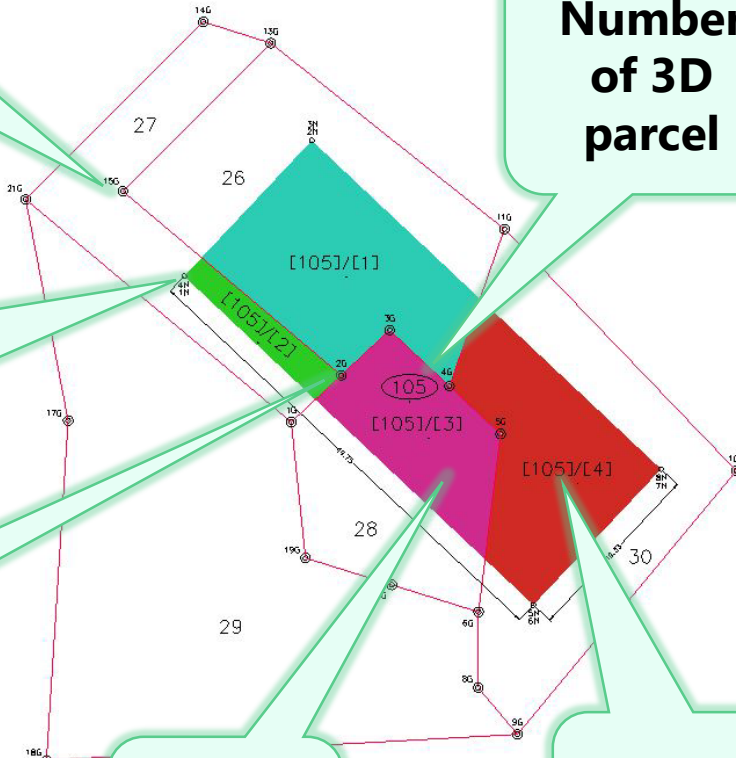 Number
of 3D
parcel
14G
13G
27
3N
2N
26
15G
21G
11G
[105]/[1]
4N
1N
[105]/[2]
3G
2G
4G
105
17G
1G
[105]/[3]
5G
[105]/[4]
8N
7N
49.75
28
19G
30
5N
6N
6G
29
8G
9G
18G